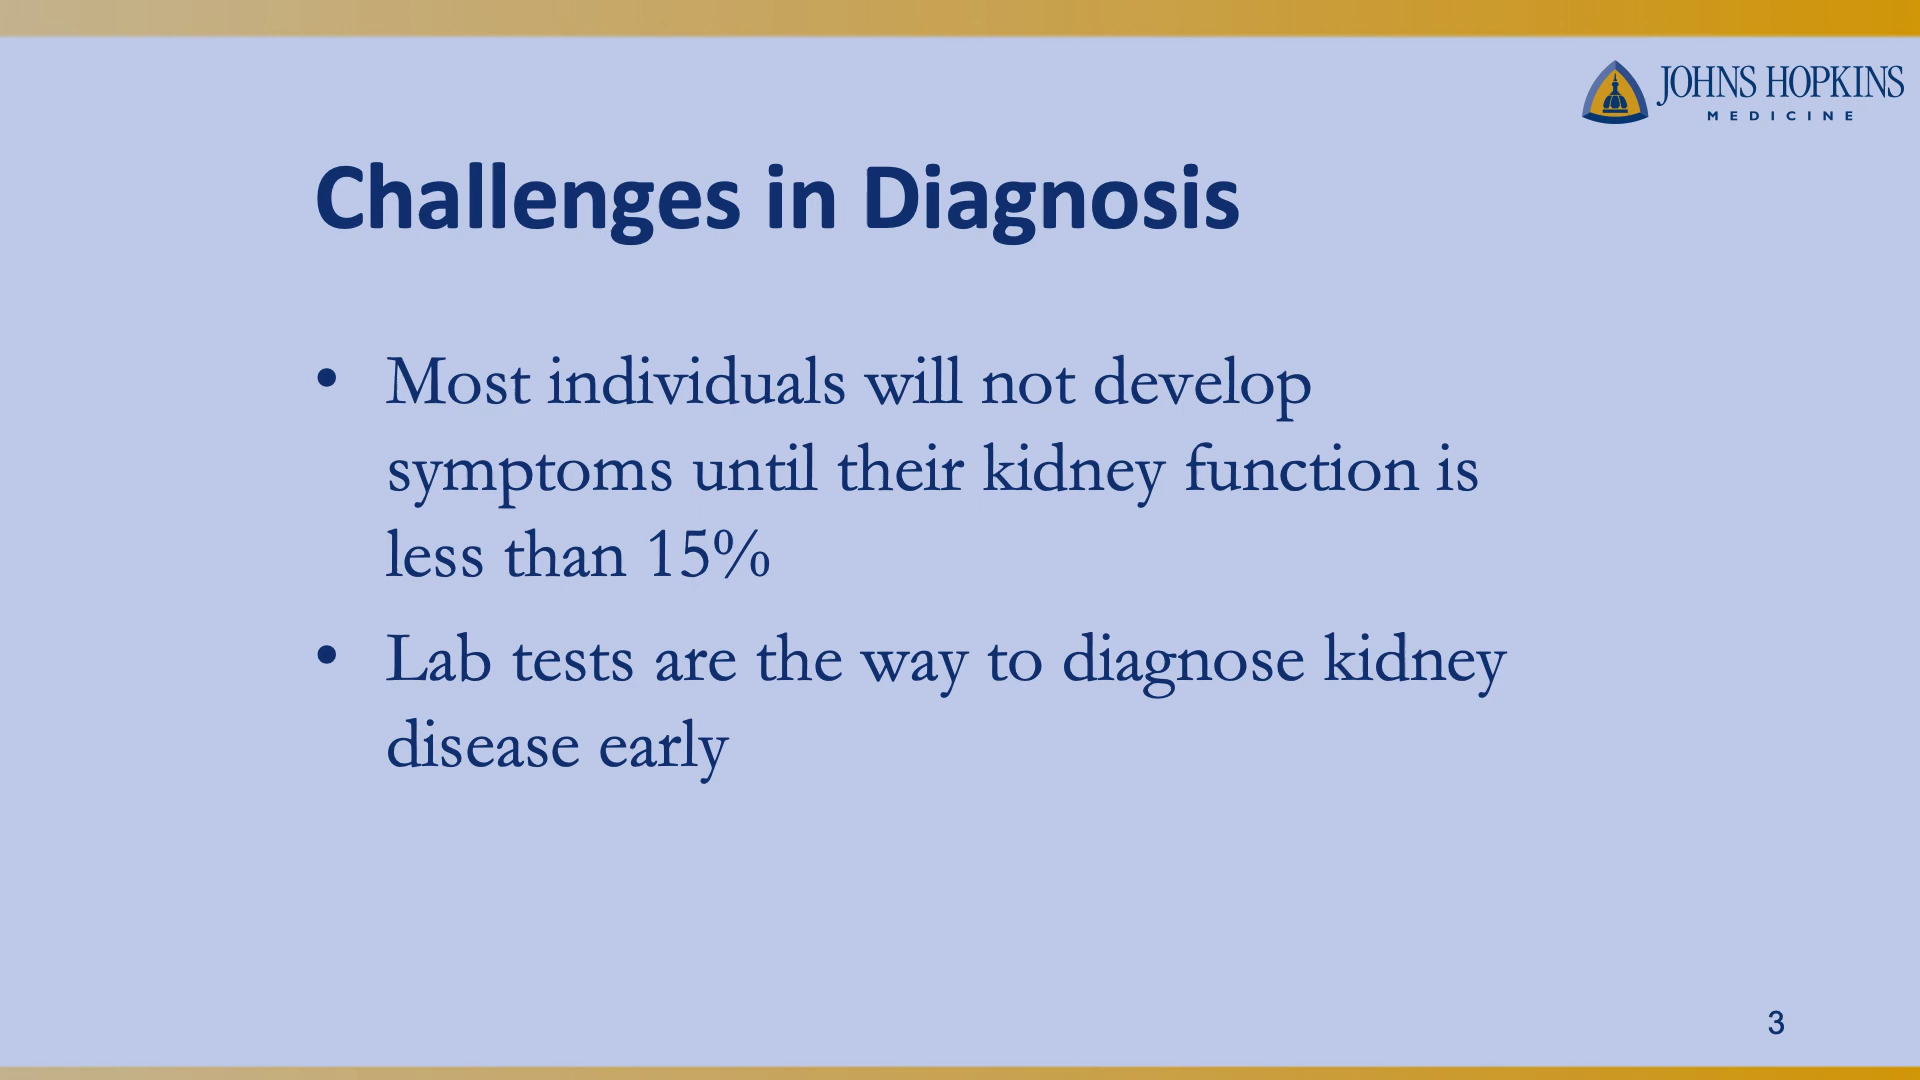 JOHNS HOPKINS
MEDICINE
Challenges in Diagnosis
• Most individuals will not develop
symptoms until their kidney function is
less than 15%
• Lab tests are the way to diagnose kidney
disease early
3